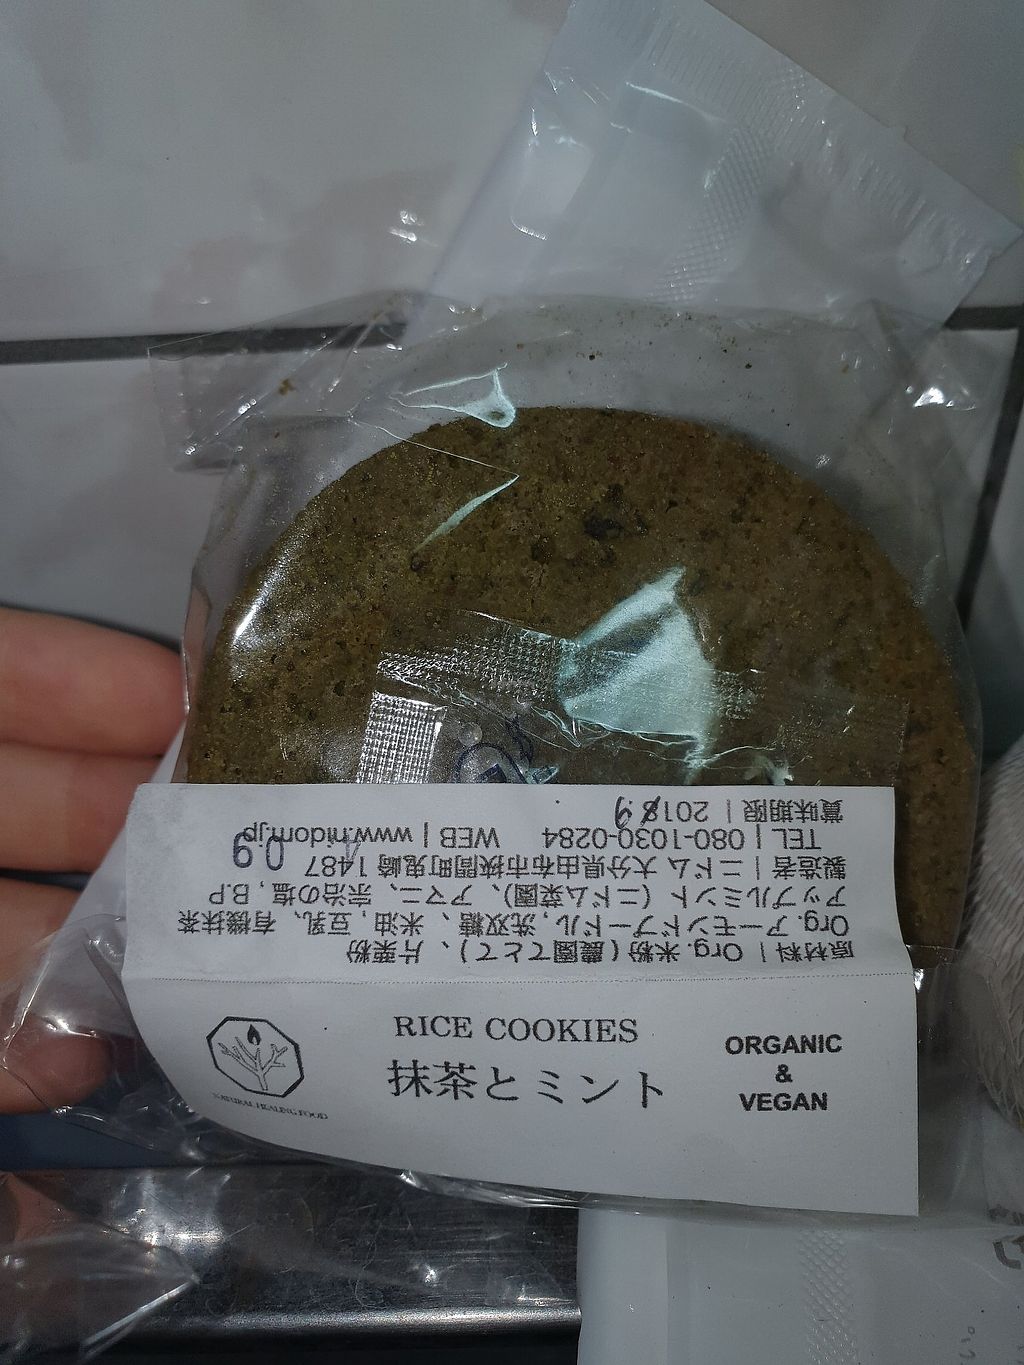 RICE COOKIES
抹茶とミント
ORGANIC
&
VEGAN
NATURAL HEALING FOOD
原材料 | Org. 米粉 (農園てとて)、片栗粉
Org. アーモンドプードル, 洗双糖、米油, 豆乳、有機抹茶
アップルミント (ニドム菜園)、アマニ、宗治の塩, B.P
製造者 | ニドム 大分県由布市挾間町鬼崎 1487
TEL | 080-1030-0284 WEB | www.nidom.jp
賞味期限 | 2018 9
09